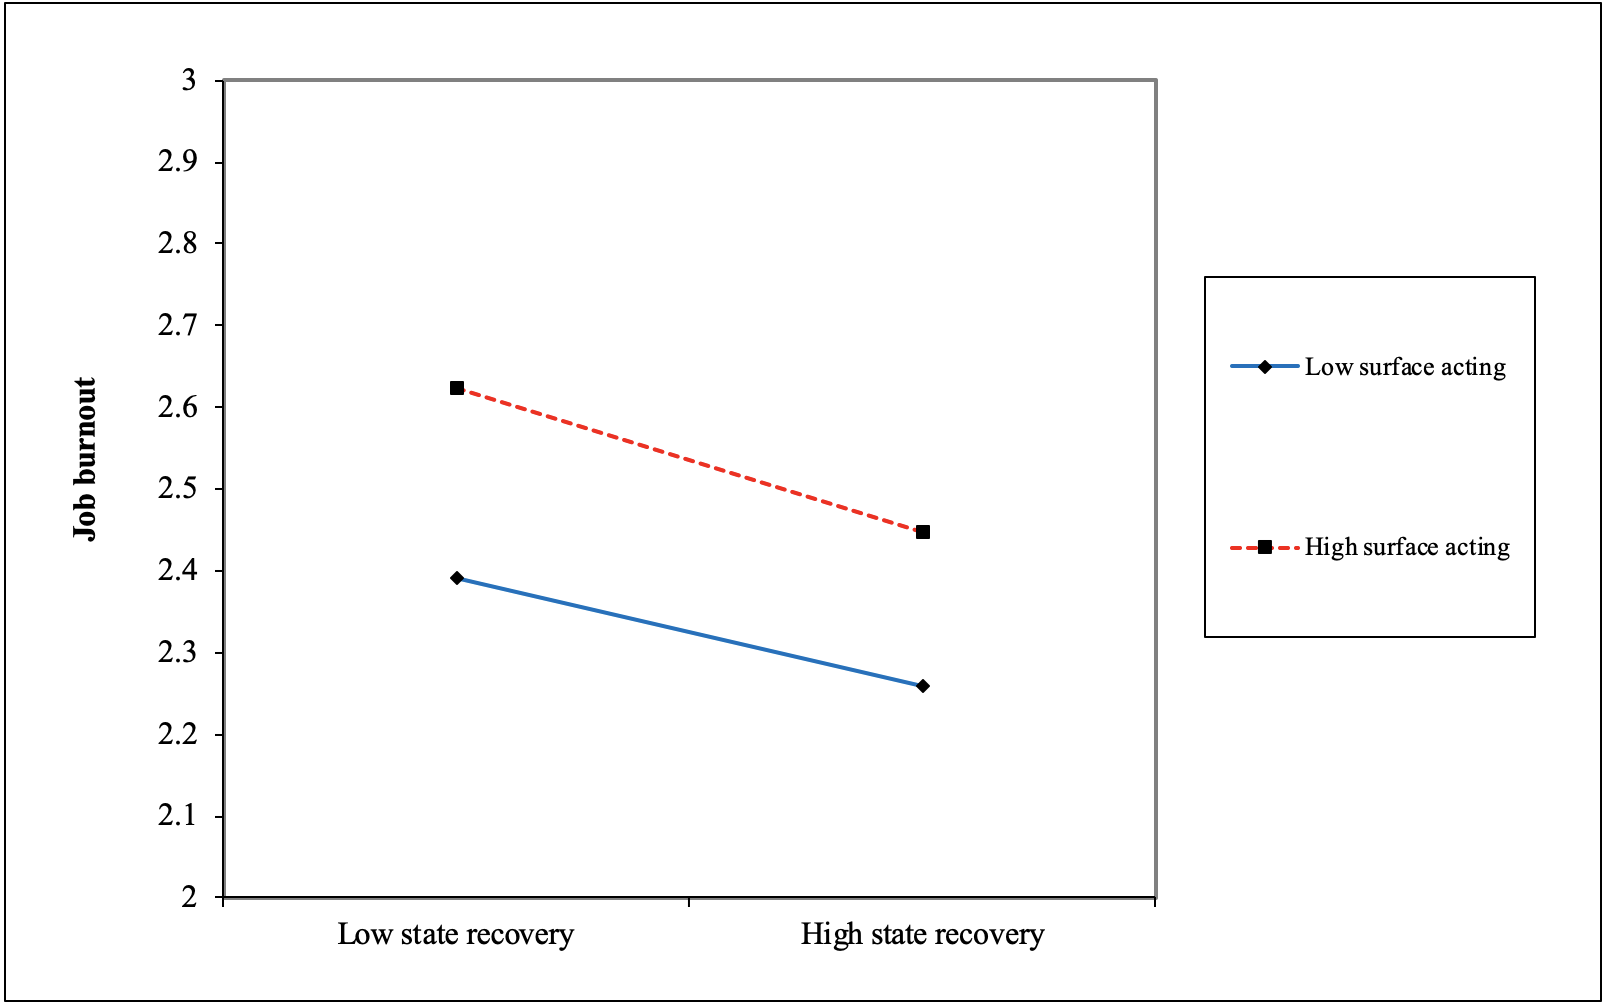 3
2.9
2.8
2.7
2.6
2.5
2.4
2.3
2.2
2.1
2
Job burnout
Low state recovery
High state recovery
Low surface acting
High surface acting